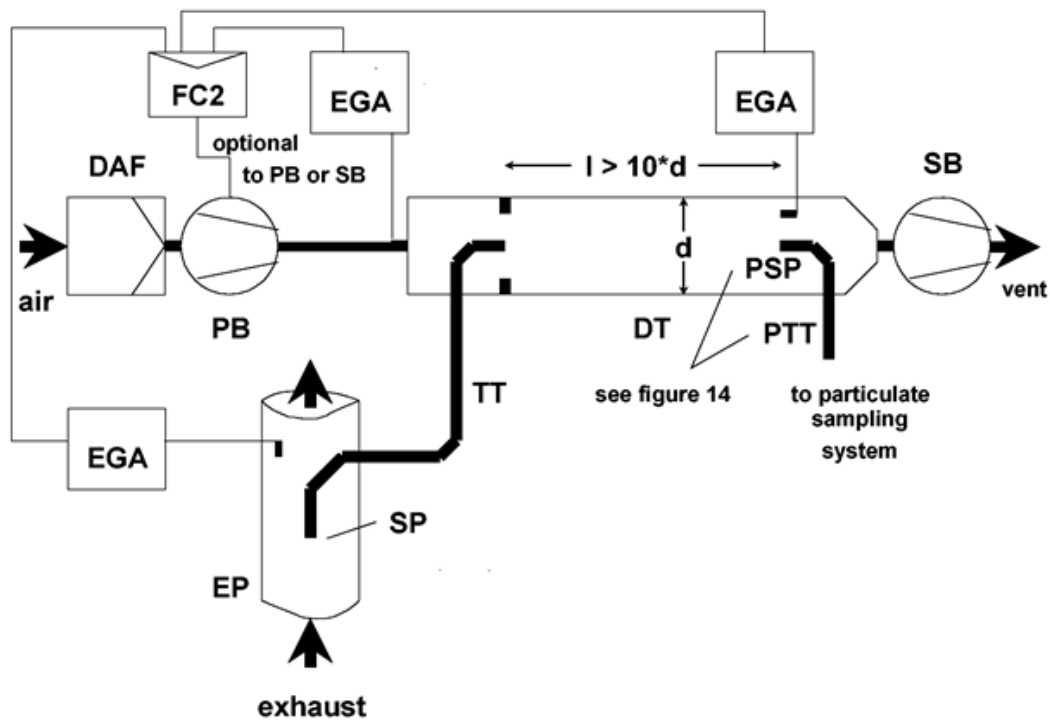 FC2
EGA
EGA
optional
to PB or SB
DAF
l > 10*d
SB
d
PSP
air
vent
PB
DT
PTT
TT
see figure 14
to particulate
sampling
system
EGA
SP
EP
exhaust